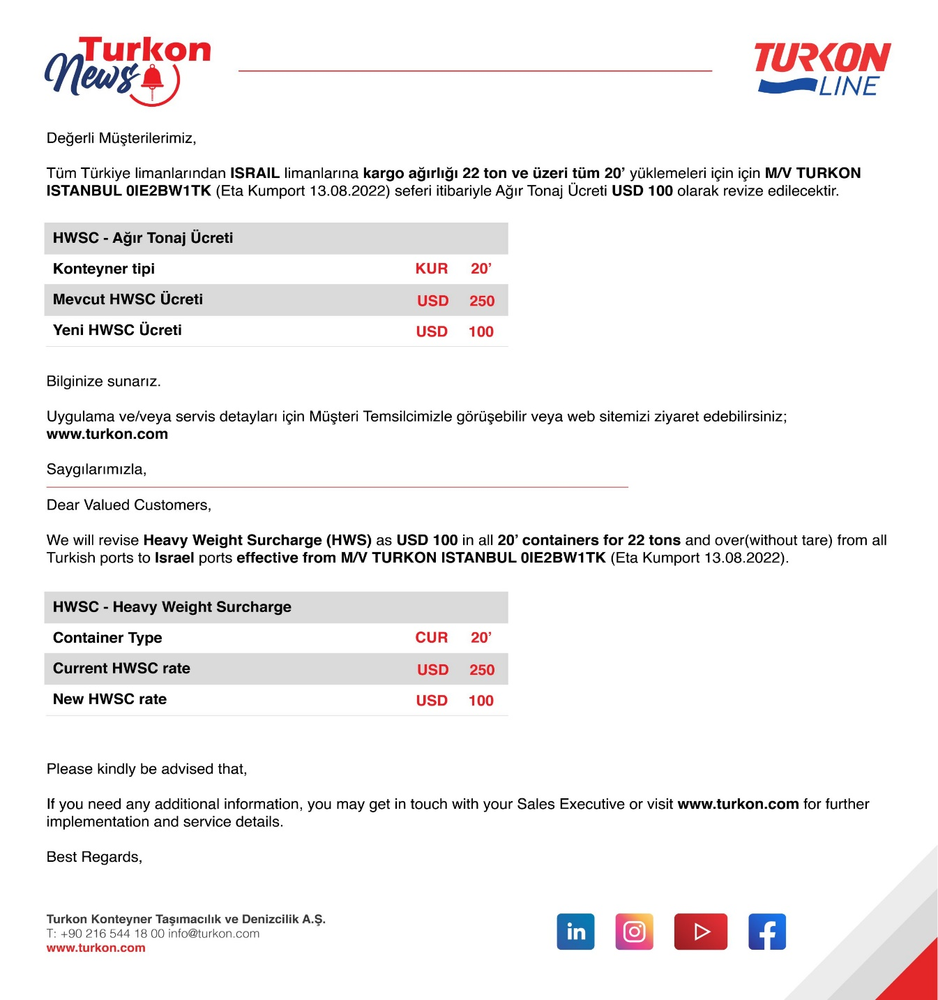 Turkon
News
TURKON
LINE
Değerli Müşterilerimiz,
Tüm Türkiye limanlarından ISRAIL limanlarına kargo ağırlığı 22 ton ve üzeri tüm 20’ yüklemeleri için için M/V TURKON
ISTANBUL 0IE2BW1TK (Eta Kumport 13.08.2022) seferi itibariyle Ağır Tonaj Ücreti USD 100 olarak revize edilecektir.
HWSC - Ağır Tonaj Ücreti
Konteyner tipi KUR 20’
Mevcut HWSC Ücreti USD 250
Yeni HWSC Ücreti USD 100
Bilginize sunarız.
Uygulama ve/veya servis detayları için Müşteri Temsilcimizle görüşebilir veya web sitemizi ziyaret edebilirsiniz;
www.turkon.com
Saygılarımızla,
Dear Valued Customers,
We will revise Heavy Weight Surcharge (HWS) as USD 100 in all 20’ containers for 22 tons and over(without tare) from all
Turkish ports to Israel ports effective from M/V TURKON ISTANBUL 0IE2BW1TK (Eta Kumport 13.08.2022).
HWSC - Heavy Weight Surcharge
Container Type CUR 20’
Current HWSC rate USD 250
New HWSC rate USD 100
Please kindly be advised that,
If you need any additional information, you may get in touch with your Sales Executive or visit www.turkon.com for further
implementation and service details.
Best Regards,
Turkon Konteyner Taşımacılık ve Denizcilik A.Ş.
T: +90 216 544 18 00 info@turkon.com
www.turkon.com
in
f